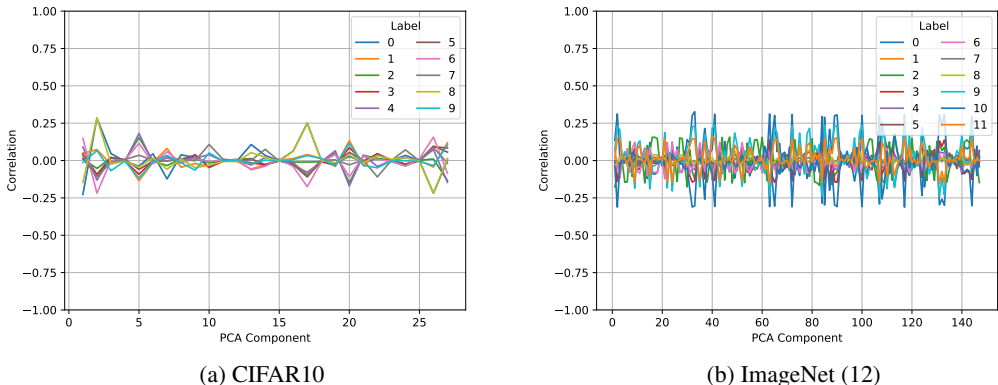 1.00
0.75
0.50
0.25
0.00
−0.25
−0.50
−0.75
−1.00
Correlation
0 5 10 15 20 25
PCA Component
Label
0 5
1 6
2 7
3 8
4 9
(a) CIFAR10
1.00
0.75
0.50
0.25
0.00
−0.25
−0.50
−0.75
−1.00
Correlation
0 20 40 60 80 100 120 140
PCA Component
Label
0 6
1 7
2 8
3 9
4 10
5 11
(b) ImageNet (12)